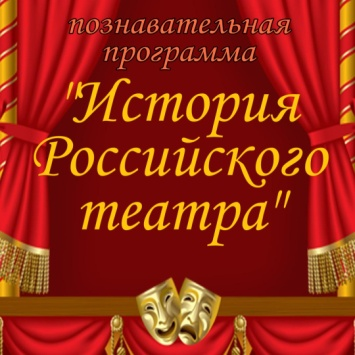 познавательная
программа
"История
Российского
театра"